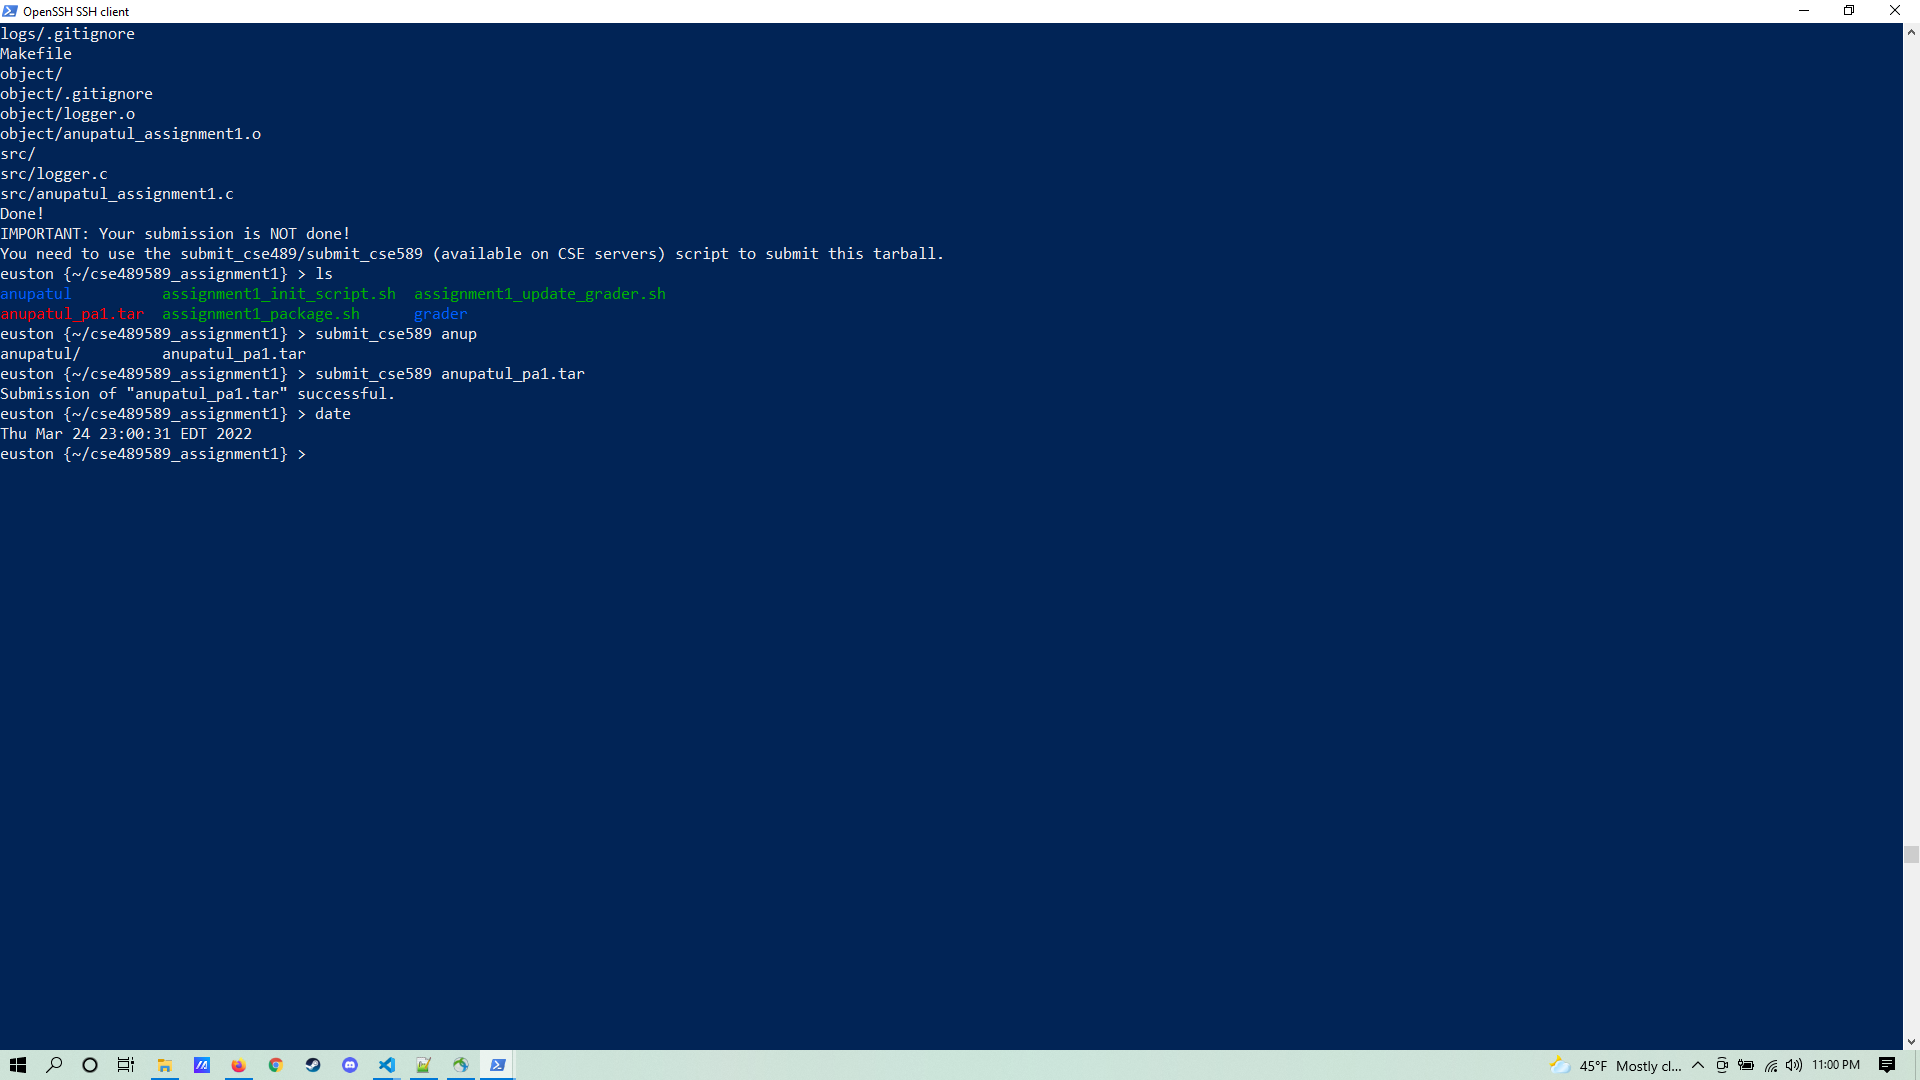 OpenSSH SSH client
logs/.gitignore
Makefile
object/
object/.gitignore
object/logger.o
object/anupatul_assignment1.o
src/
src/logger.c
src/anupatul_assignment1.c
Done!
IMPORTANT: Your submission is NOT done!
You need to use the submit_cse489/submit_cse589 (available on CSE servers) script to submit this tarball.
euston {~/cse489589_assignment1} > ls
anupatul          assignment1_init_script.sh  assignment1_update_grader.sh
anupatul_pa1.tar  assignment1_package.sh      grader
euston {~/cse489589_assignment1} > submit_cse589 anup
anupatul/         anupatul_pa1.tar
euston {~/cse489589_assignment1} > submit_cse589 anupatul_pa1.tar
Submission of "anupatul_pa1.tar" successful.
euston {~/cse489589_assignment1} > date
Thu Mar 24 23:00:31 EDT 2022
euston {~/cse489589_assignment1} >
45°F Mostly cl... 11:00 PM